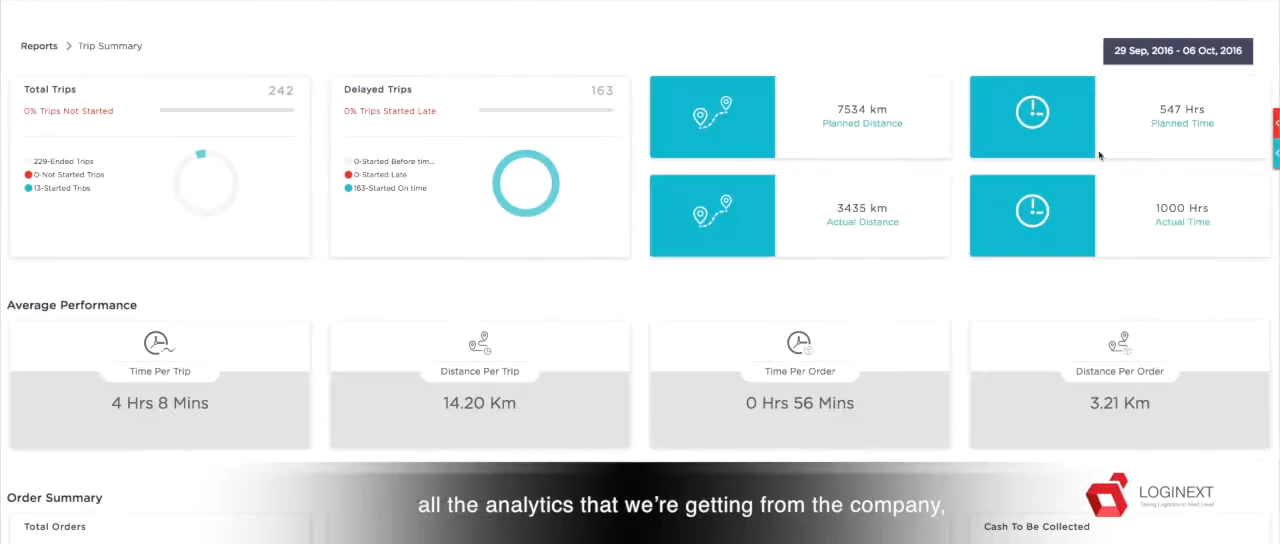 Reports > Trip Summary
29 Sep, 2016 - 06 Oct, 2016
Total Trips 242
0% Trips Not Started
229-Ended Trips
0-Not Started Trips
13-Started Trips
Delayed Trips 163
0% Trips Started Late
0-Started Before tim...
0-Started Late
163-Started On time
7534 km
Planned Distance
547 Hrs
Planned Time
3435 km
Actual Distance
1000 Hrs
Actual Time
Average Performance
Time Per Trip
4 Hrs 8 Mins
Distance Per Trip
14.20 Km
Time Per Order
0 Hrs 56 Mins
Distance Per Order
3.21 Km
Order Summary
Total Orders
Cash To Be Collected
all the analytics that we're getting from the company,
LOGINEXT
Taking Logistics to Next Level